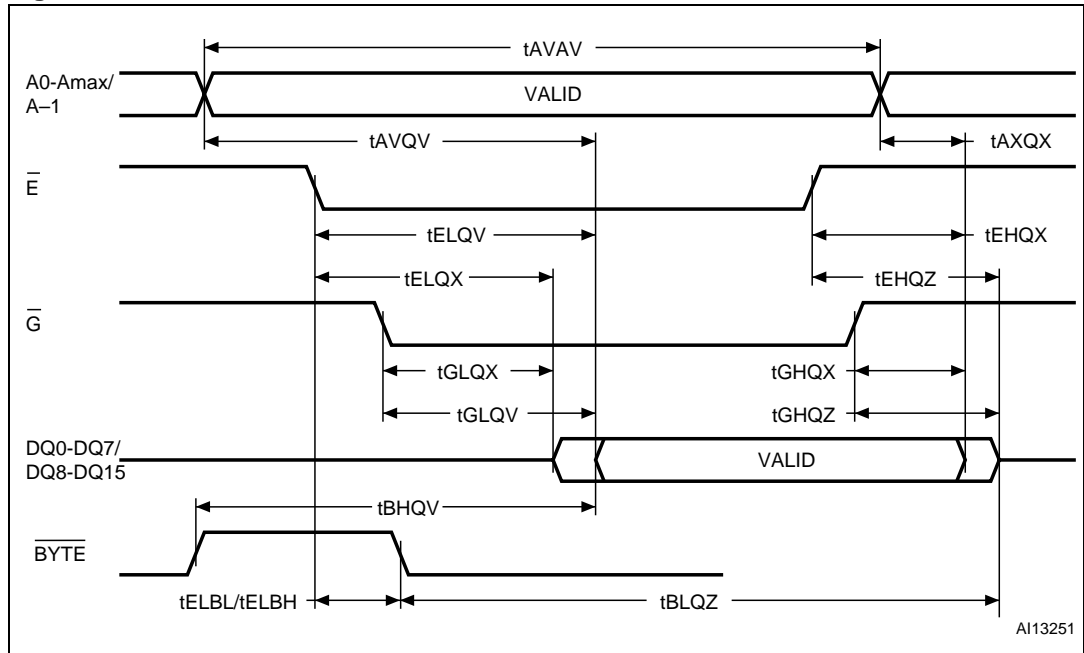 tAVAV
A0-Amax/
A–1
VALID
tAVQV
tAXQX
E
tELQV
tEHQX
tELQX
tEHQZ
G
tGLQX
tGHQX
tGLQV
tGHQZ
DQ0-DQ7/
DQ8-DQ15
VALID
tBHQV
BYTE
tELBL/tELBH
tBLQZ
AI13251